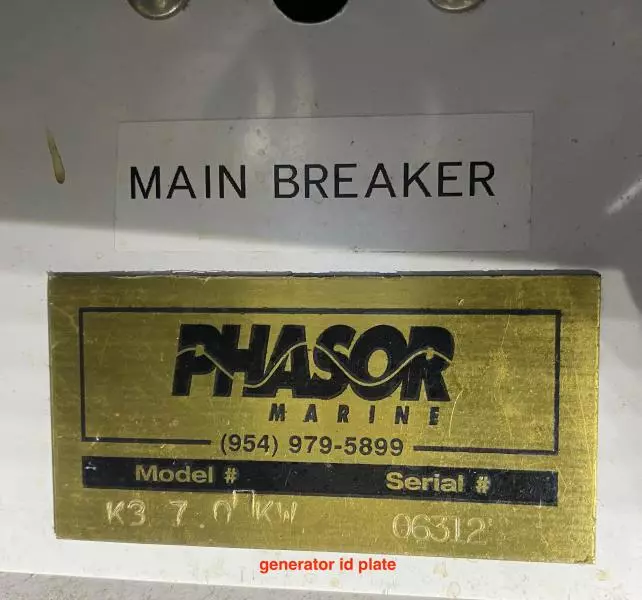 MAIN BREAKER
PHASOR
MARINE
(954) 979-5899
Model # Serial #
K3 7.0 KW 06312
generator id plate